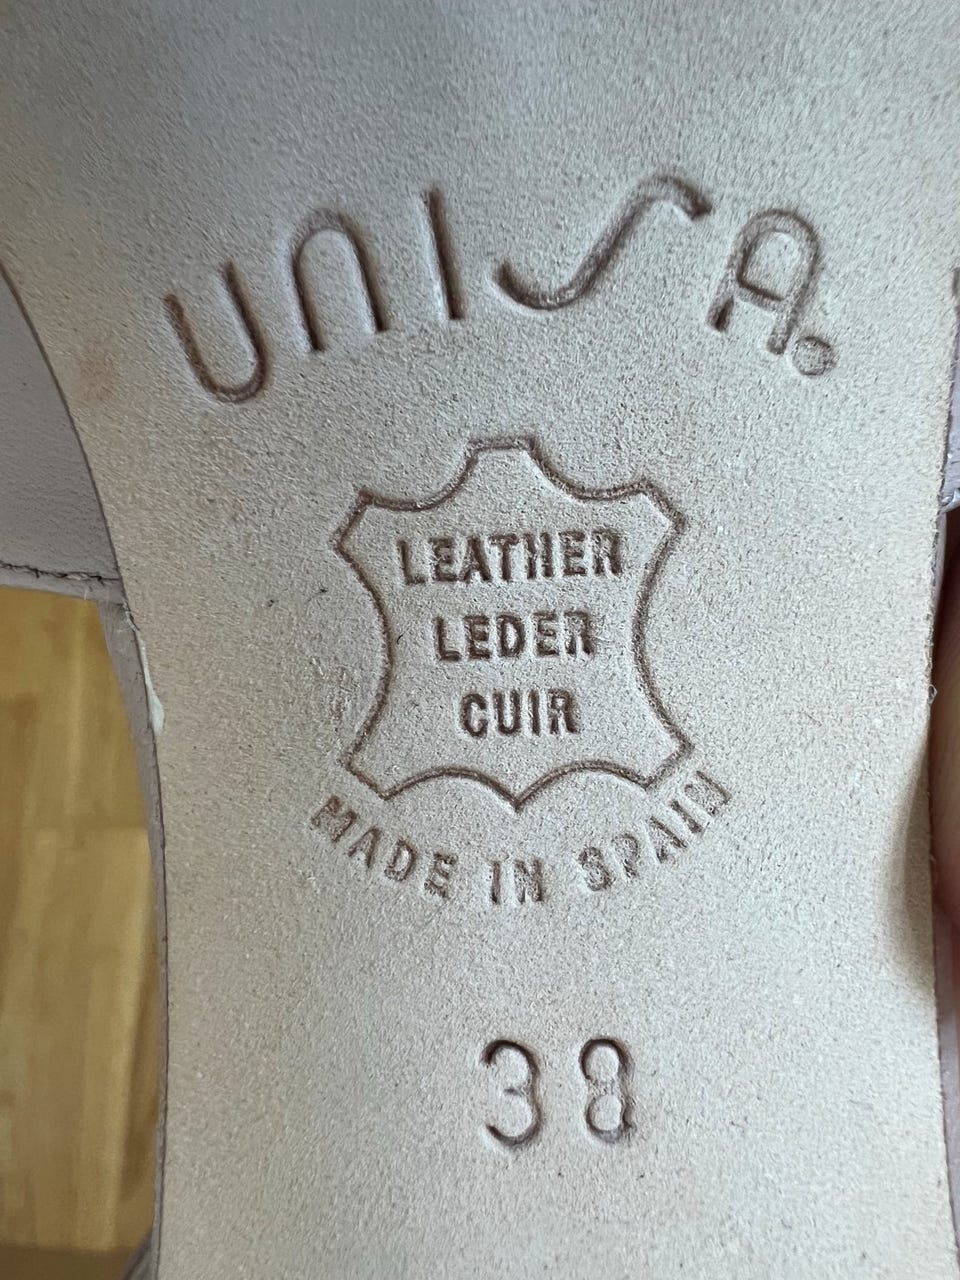 UNISA.
LEATHER
LEDER
CUIR
MADE IN SPAIN
38